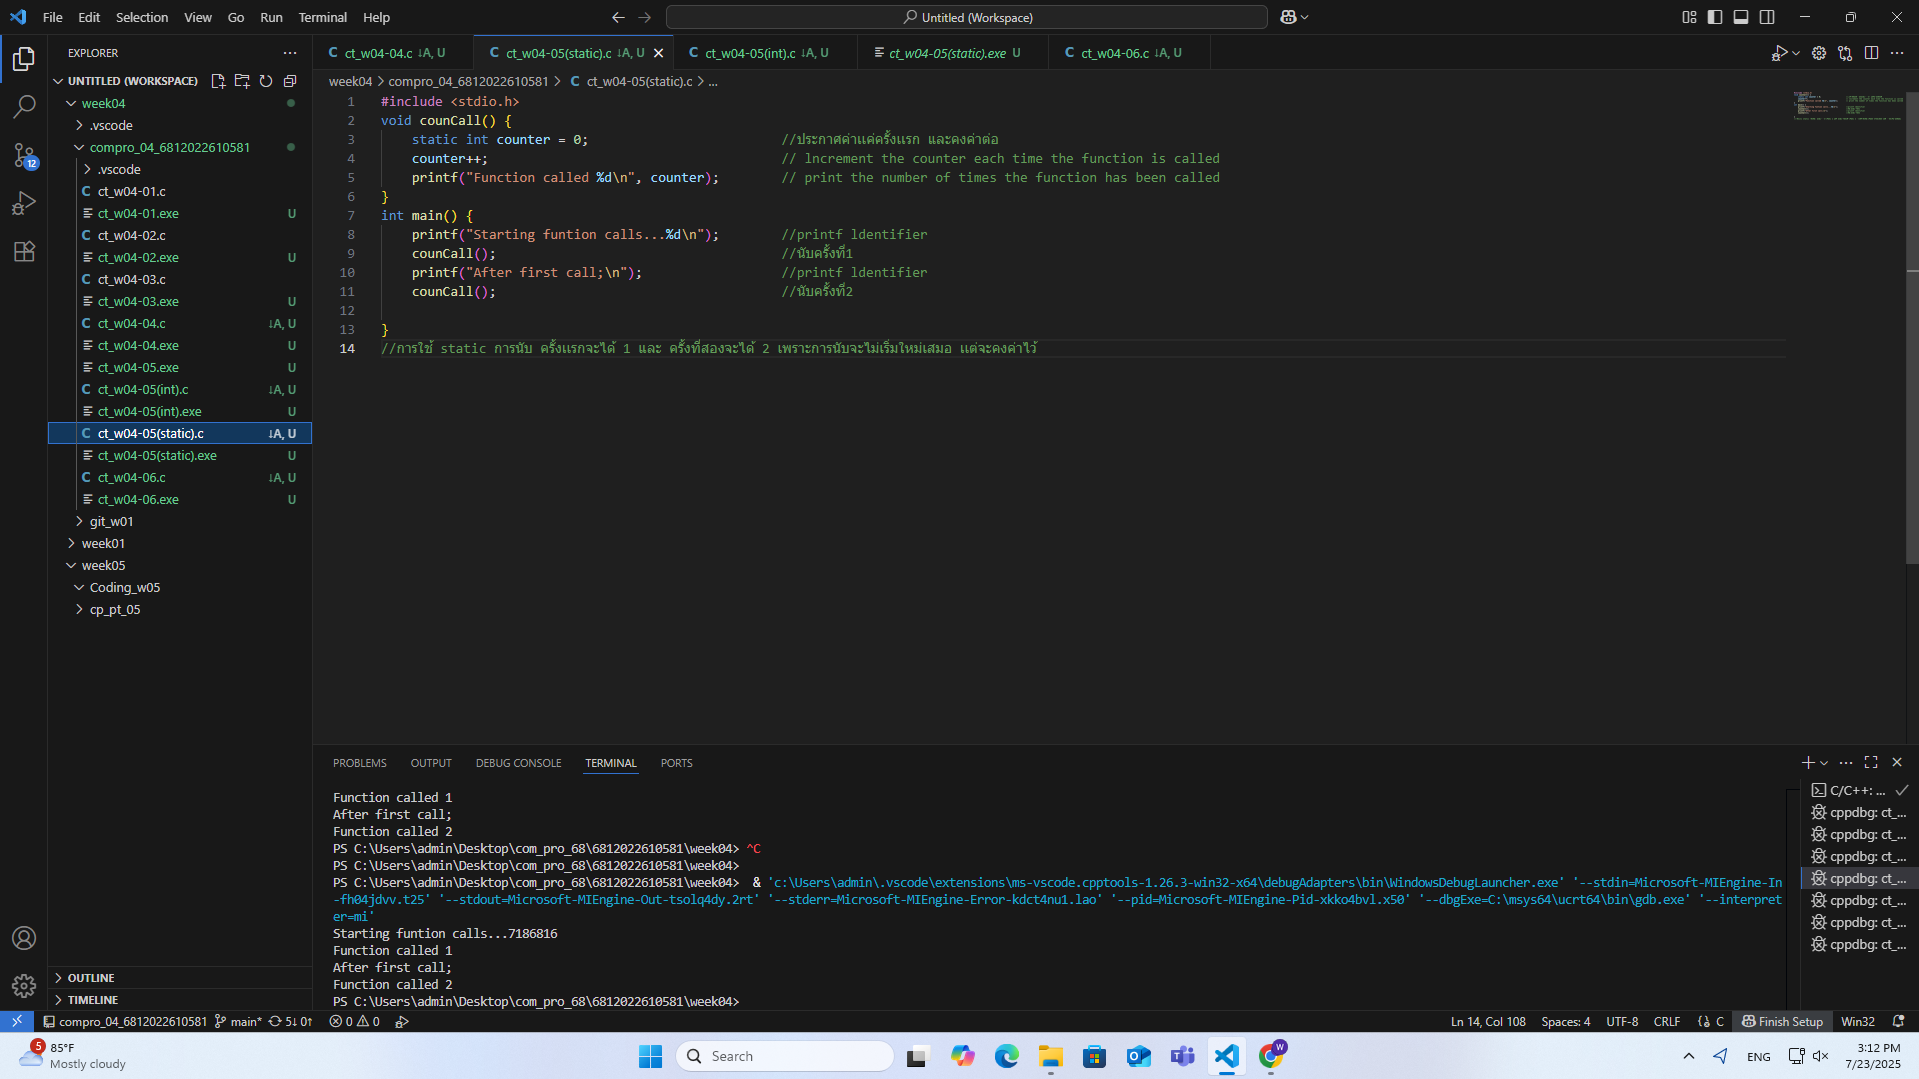 File Edit Selection View Go Run Terminal Help
Untitled (Workspace)
EXPLORER
UNTITLED (WORKSPACE)
week04
.vscode
compro_04_6812022610581
.vscode
ct_w04-01.c
ct_w04-01.exe U
ct_w04-02.c
ct_w04-02.exe U
ct_w04-03.c
ct_w04-03.exe U
ct_w04-04.c ↓A, U
ct_w04-04.exe U
ct_w04-05.exe U
ct_w04-05(int).c ↓A, U
ct_w04-05(int).exe U
ct_w04-05(static).c ↓A, U
ct_w04-05(static).exe U
ct_w04-06.c ↓A, U
ct_w04-06.exe U
git_w01
week01
week05
Coding_w05
cp_pt_05
OUTLINE
TIMELINE
12
ct_w04-04.c ↓A, U
ct_w04-05(static).c ↓A, U
ct_w04-05(int).c ↓A, U
ct_w04-05(static).exe U
ct_w04-06.c ↓A, U
week04 > compro_04_6812022610581 > C ct_w04-05(static).c > ...
1 #include <stdio.h>
2 void counCall() {
3 static int counter = 0; //ประกาศค่าแค่ครั้งแรก และคงค่าต่อ
4 counter++; // lncrement the counter each time the function is called
5 printf("Function called %d\n", counter); // print the number of times the function has been called
6 }
7 int main() {
8 printf("Starting funtion calls...%d\n"); //printf ldentifier
9 counCall(); //นับครั้งที่1
10 printf("After first call;\n"); //printf ldentifier
11 counCall(); //นับครั้งที่2
12
13 }
14 //การใช้ static การนับ ครั้งแรกจะได้ 1 และ ครั้งที่สองจะได้ 2 เพราะการนับจะไม่เริ่มใหม่เสมอ แต่จะคงค่าไว้
PROBLEMS OUTPUT DEBUG CONSOLE TERMINAL PORTS
Function called 1
After first call;
Function called 2
PS C:\Users\admin\Desktop\com_pro_68\6812022610581\week04> ^C
PS C:\Users\admin\Desktop\com_pro_68\6812022610581\week04>
PS C:\Users\admin\Desktop\com_pro_68\6812022610581\week04> & 'c:\Users\admin\.vscode\extensions\ms-vscode.cpptools-1.26.3-win32-x64\debugAdapters\bin\WindowsDebugLauncher.exe' '--stdin=Microsoft-MIEngine-In
-fh04jdvv.t25' '--stdout=Microsoft-MIEngine-Out-tsolq4dy.2rt' '--stderr=Microsoft-MIEngine-Error-kdct4nu1.lao' '--pid=Microsoft-MIEngine-Pid-xkko4bvl.x50' '--dbgExe=C:\msys64\ucrt64\bin\gdb.exe' '--interpret
er=mi'
Starting funtion calls...7186816
Function called 1
After first call;
Function called 2
PS C:\Users\admin\Desktop\com_pro_68\6812022610581\week04>
C/C++: ...
cppdbg: ct_...
cppdbg: ct_...
cppdbg: ct_...
cppdbg: ct_...
cppdbg: ct_...
cppdbg: ct_...
cppdbg: ct_...
compro_04_6812022610581 main* 5↓ 0↑ 0 0 Ln 14, Col 108 Spaces: 4 UTF-8 CRLF {} C Finish Setup Win32
5
85°F
Mostly cloudy
Search
W
ENG
3:12 PM
7/23/2025